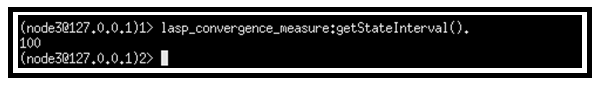 (node3@127.0.0.1)1> lasp_convergence_measure:getStateInterval().
100
(node3@127.0.0.1)2>